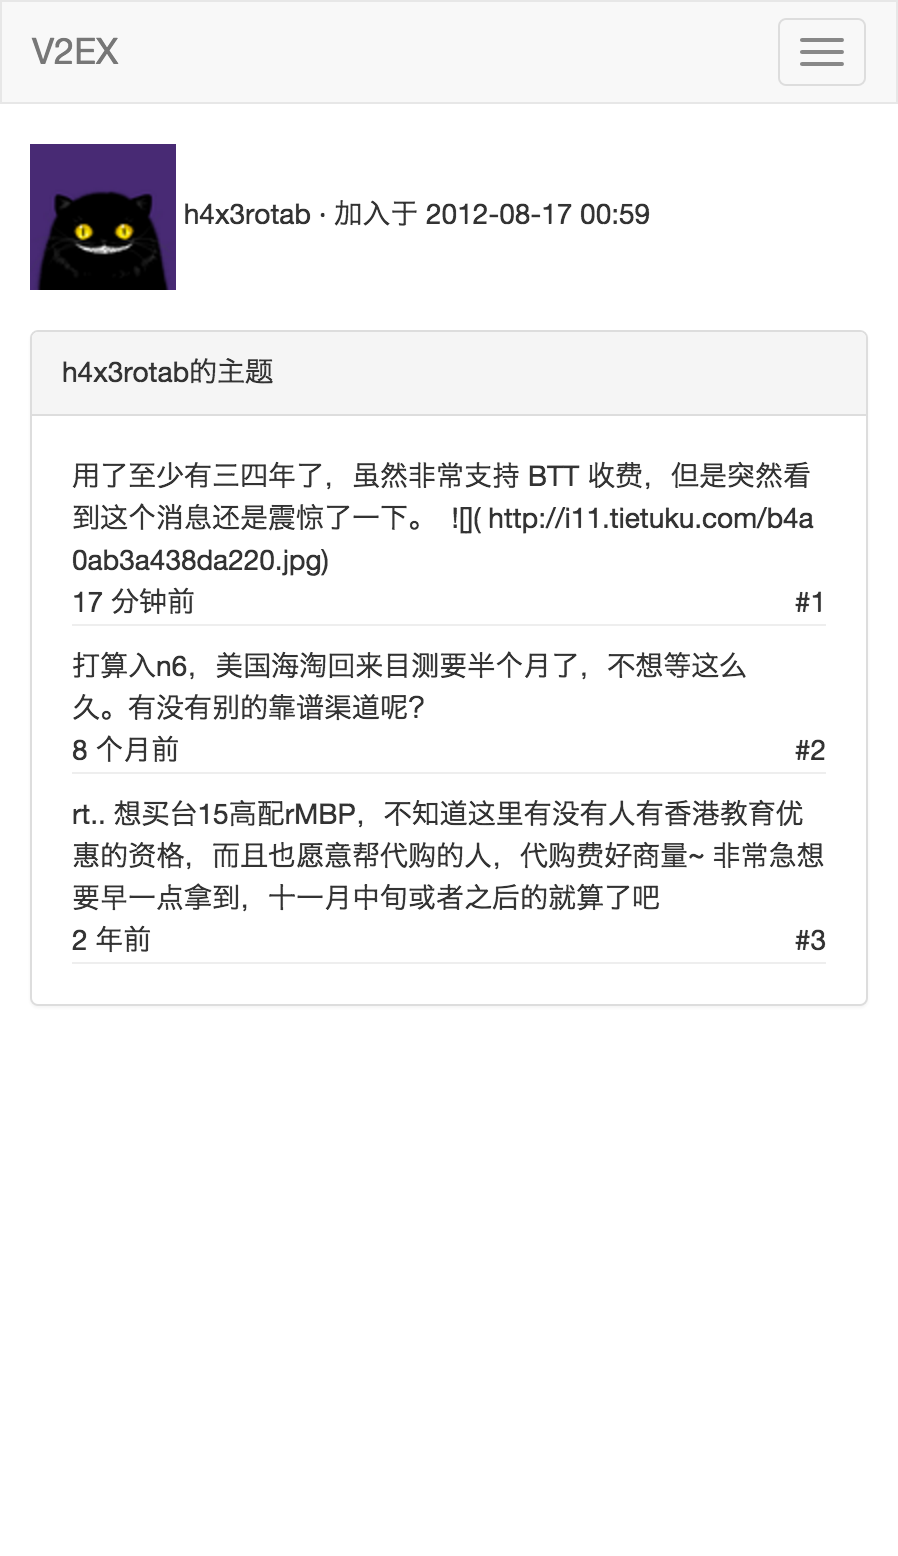 V2EX
h4x3rotab · 加入于 2012-08-17 00:59
h4x3rotab的主题
用了至少有三四年了，虽然非常支持 BTT 收费，但是突然看
到这个消息还是震惊了一下。 ![]( http://i11.tietuku.com/b4a
0ab3a438da220.jpg)
17 分钟前 #1
打算入n6，美国海淘回来目测要半个月了，不想等这么
久。有没有别的靠谱渠道呢？
8 个月前 #2
rt.. 想买台15高配rMBP，不知道这里有没有人有香港教育优
惠的资格，而且也愿意帮代购的人，代购费好商量~ 非常急想
要早一点拿到，十一月中旬或者之后的就算了吧
2 年前 #3